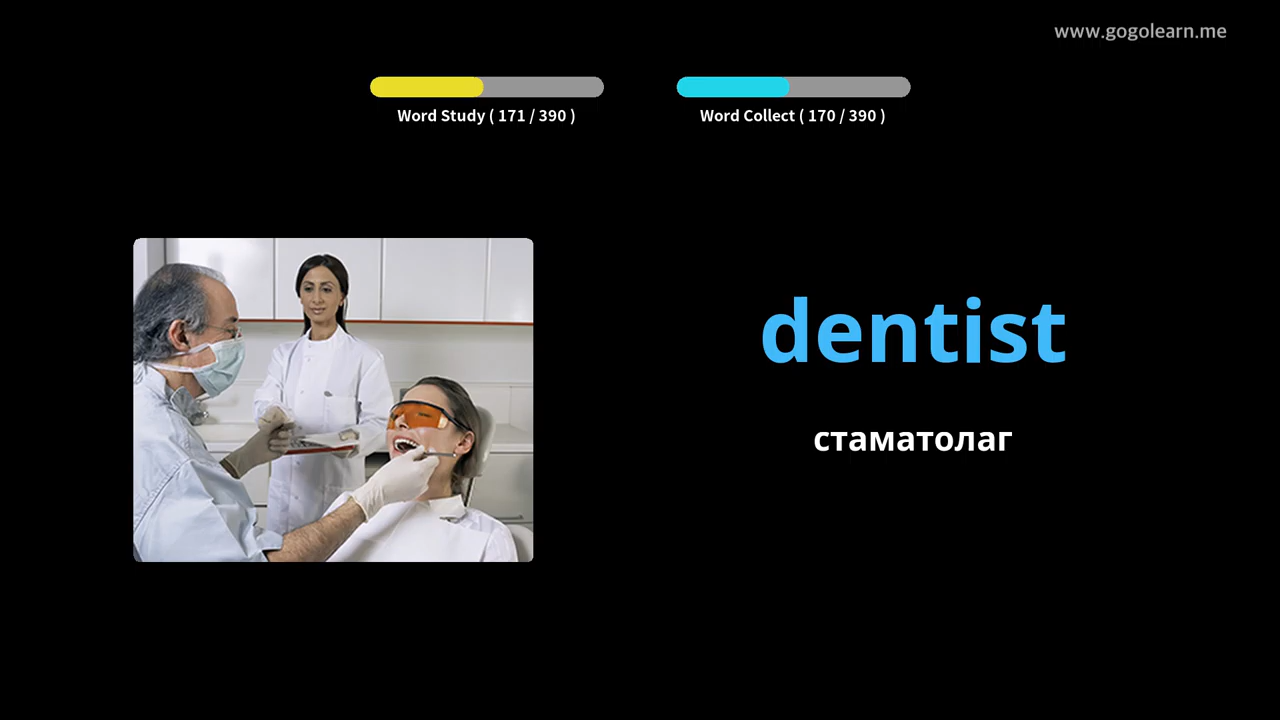 www.gogolearn.me
Word Study ( 171 / 390 )
Word Collect ( 170 / 390 )
dentist
стаматолаг